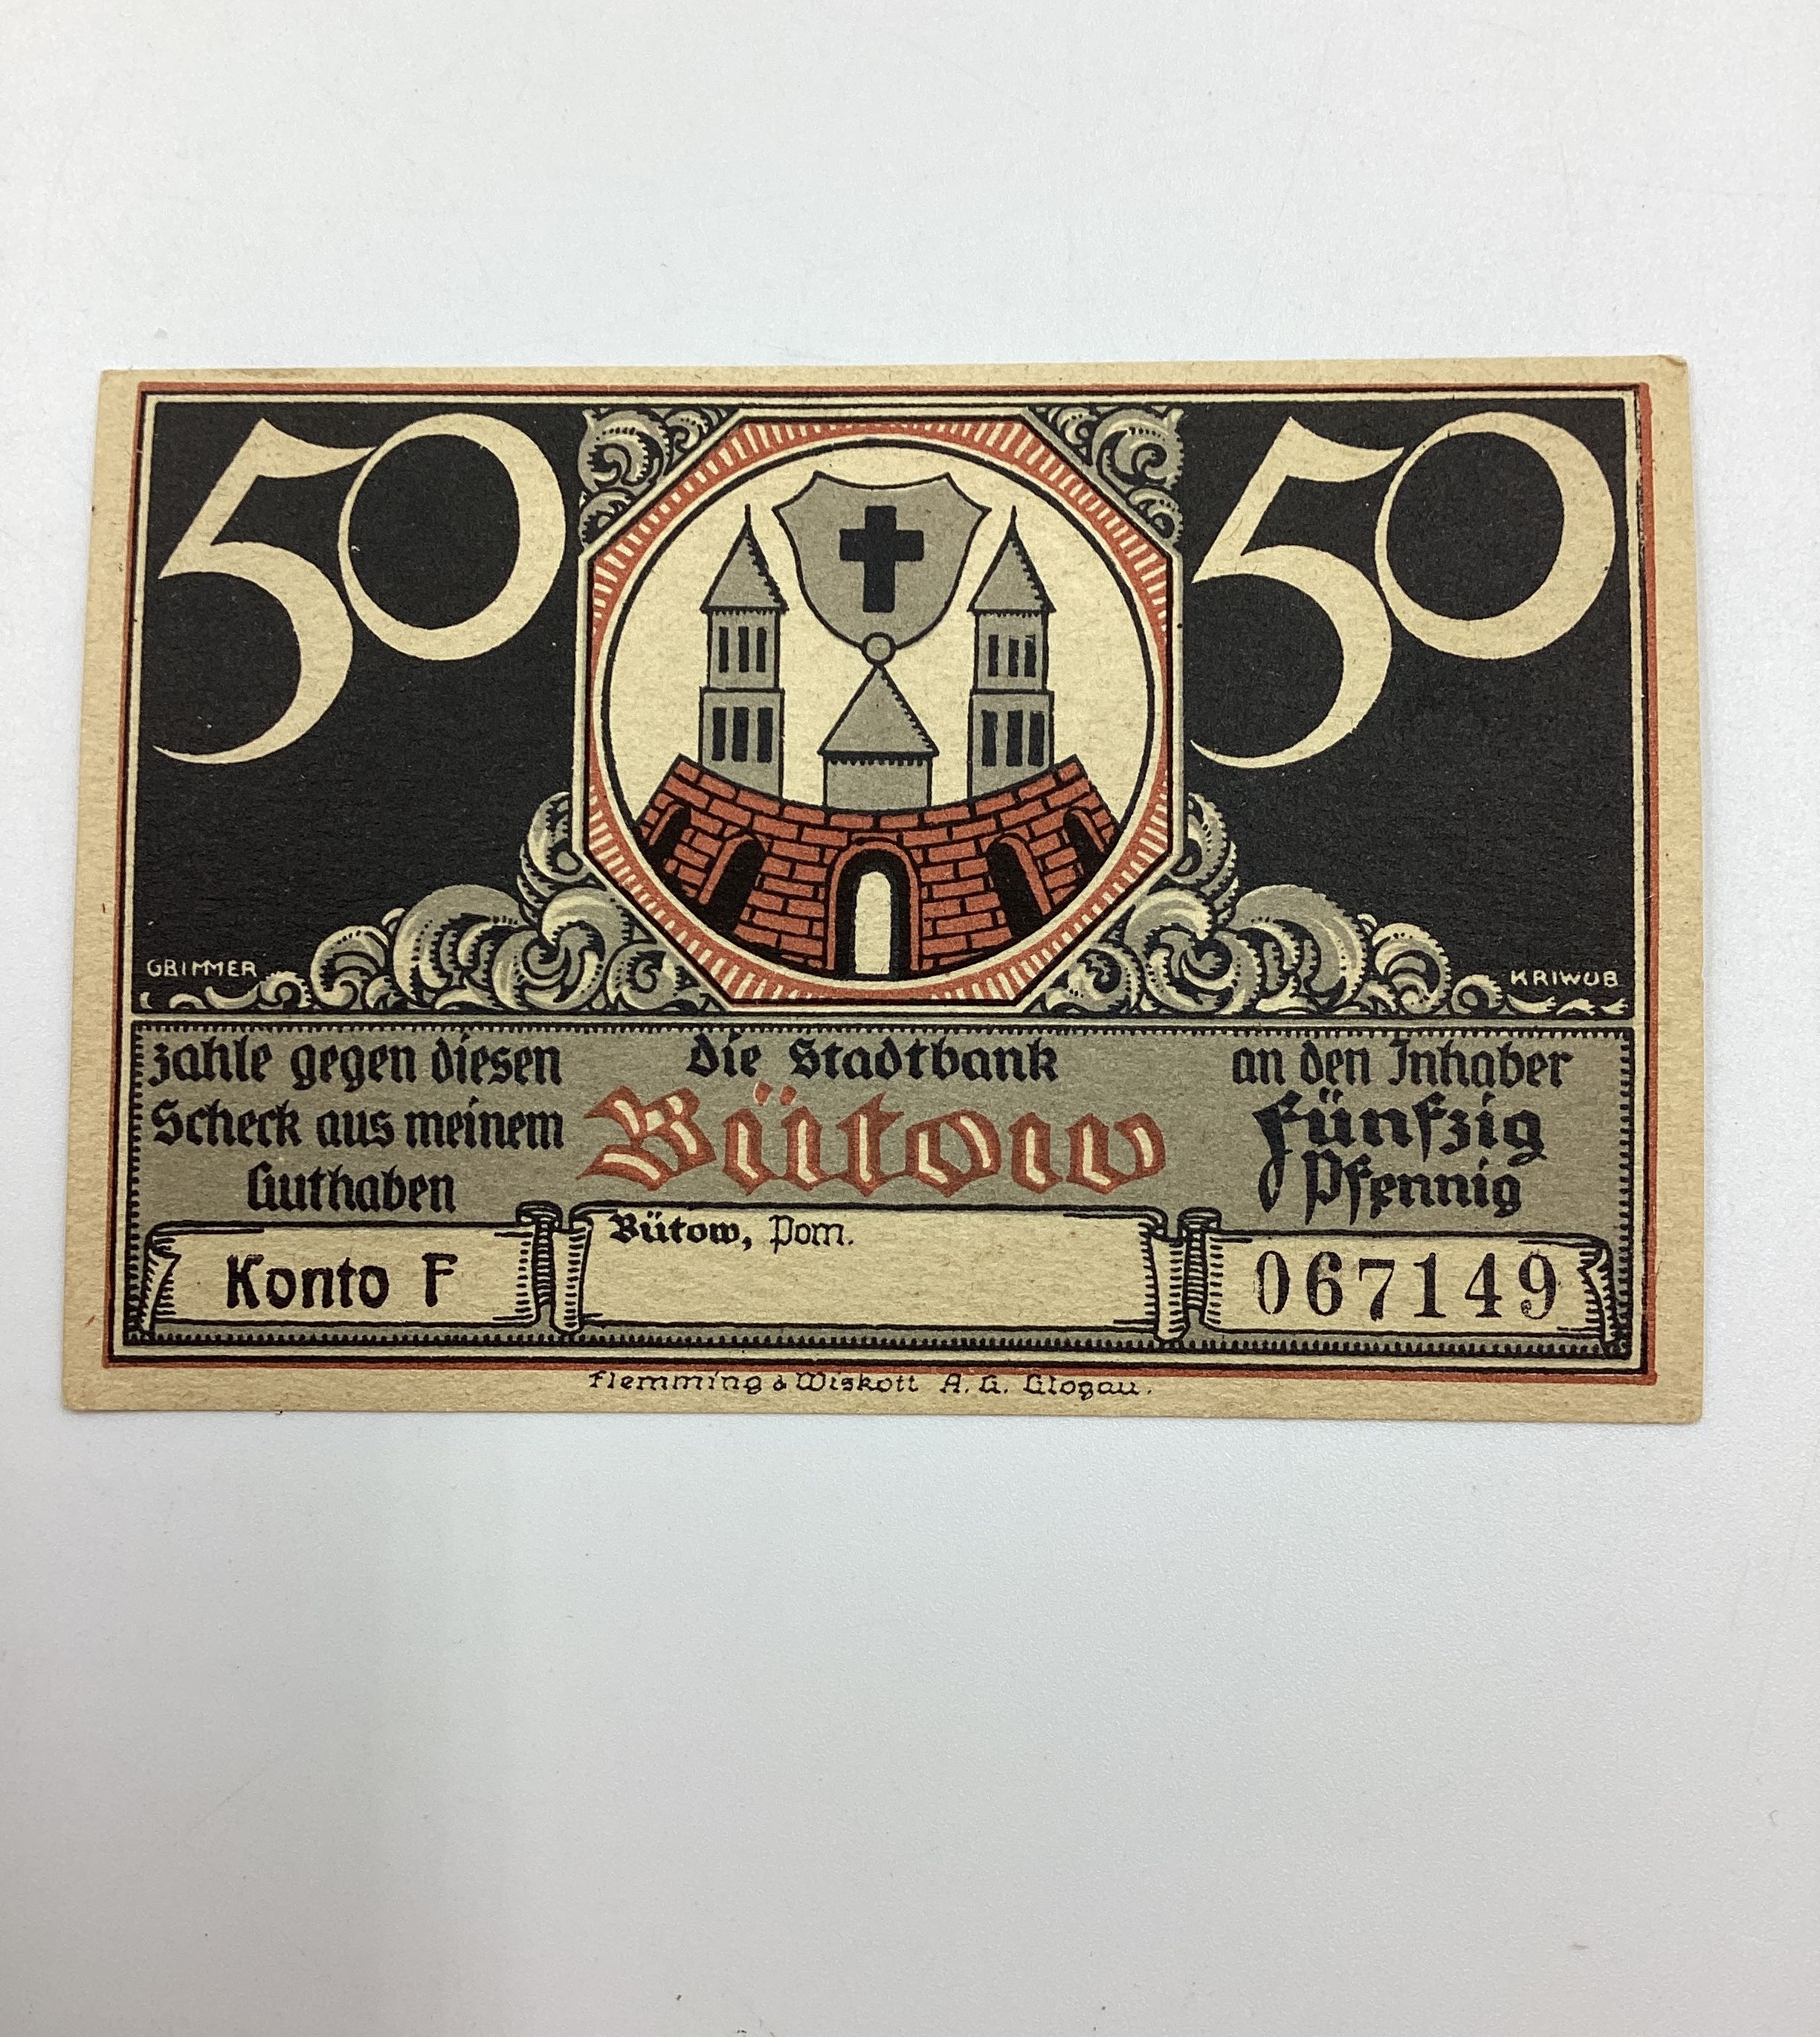 50 50
GRIMMER KRIWUB
zahle gegen diesen
Scheck aus meinem
Guthaben
Die Stadtbank
Bütow
an den Inhaber
Fünfzig
Pfennig
Konto F
Bütow, Pom.
067149
Flemming & Wiskott A. G. Glogau.